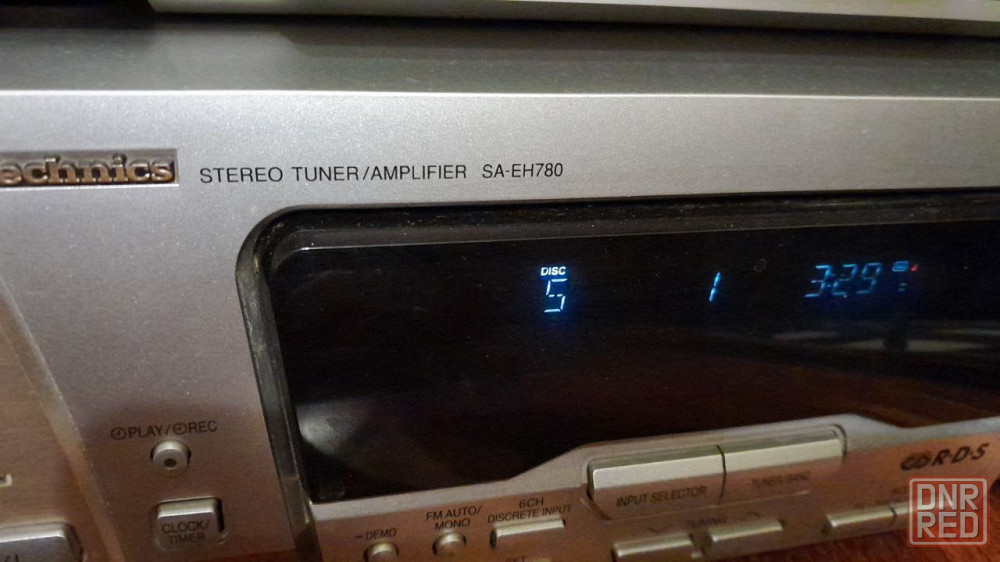 echnics
STEREO TUNER/AMPLIFIER SA-EH780
DISC
5 1 3:29
PLAY/ REC
CLOCK/
TIMER
– DEMO
FM AUTO/
MONO
6CH
DISCRETE INPUT
INPUT SELECTOR
TUNER/BAND
R·D·S
TUNING
DNR
RED